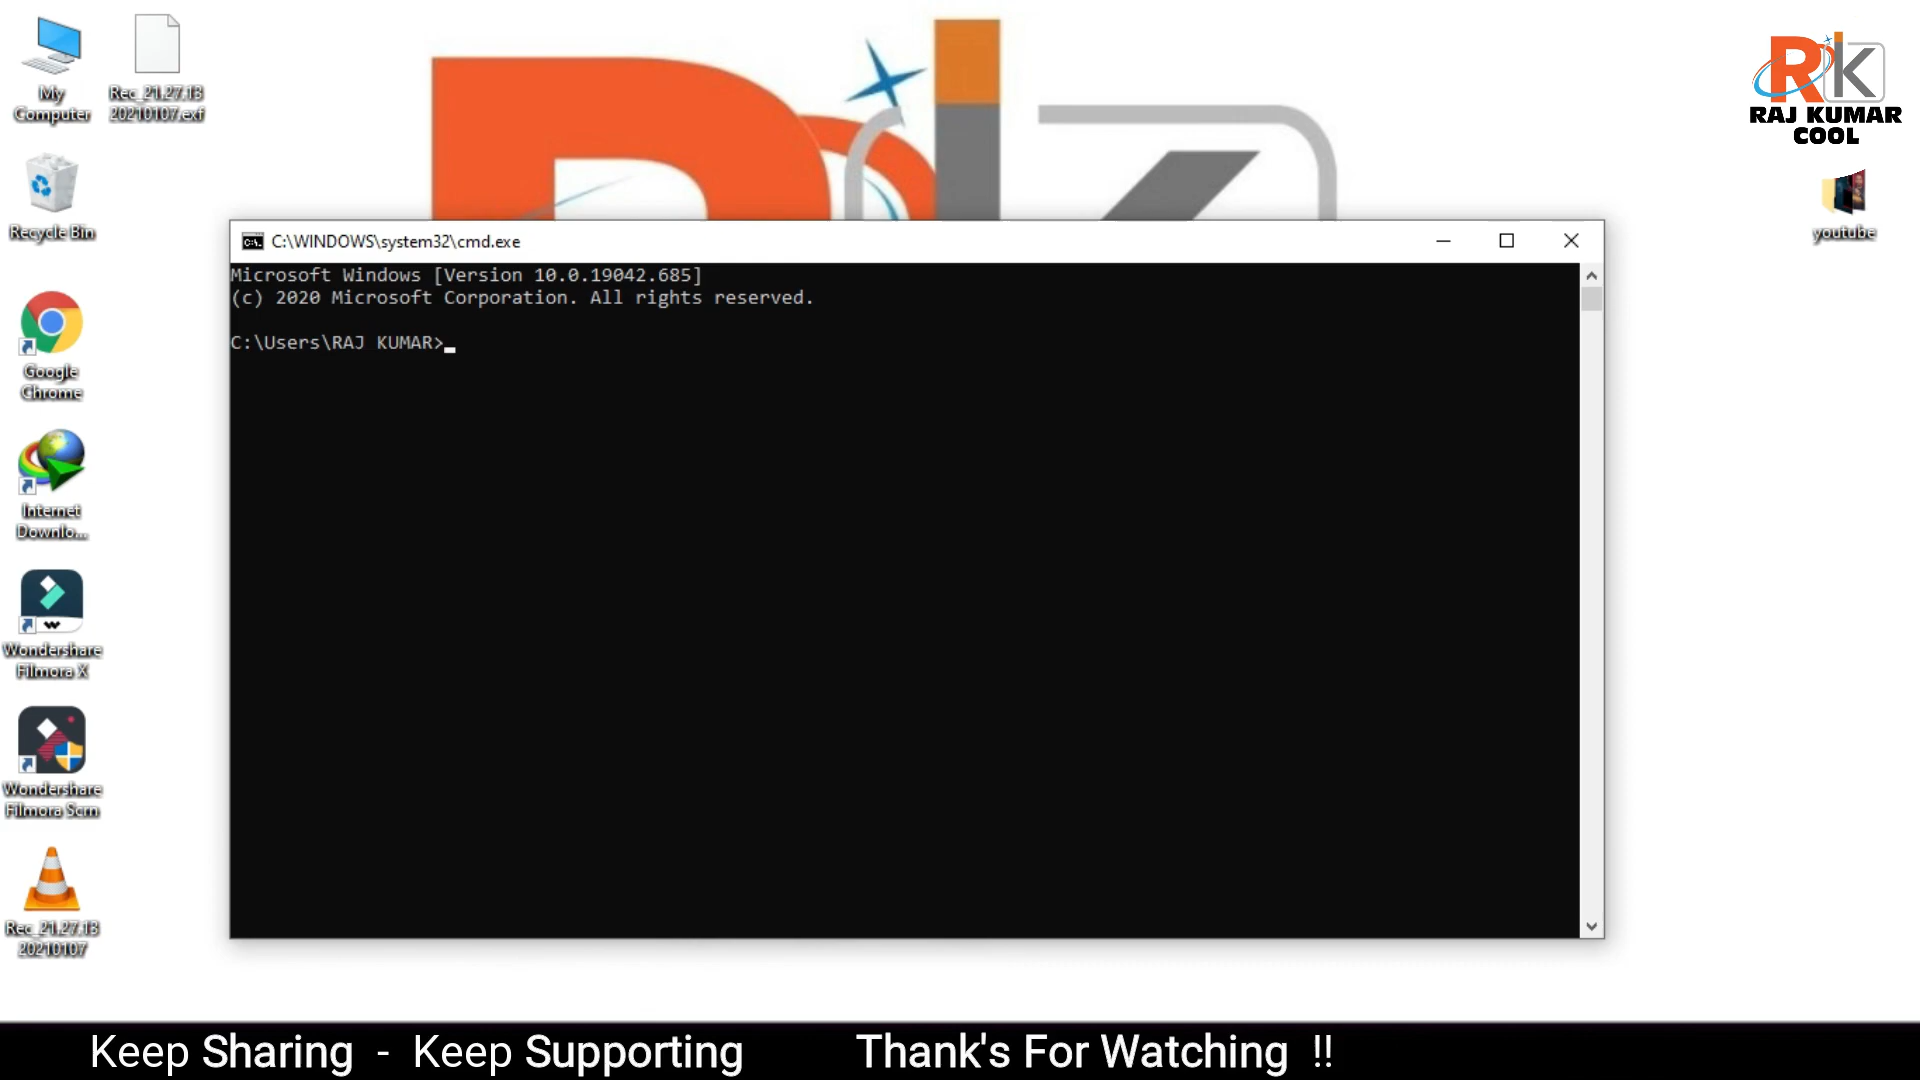 My
Computer
Rec_21.27.13
20210107.exf
RAJ KUMAR
COOL
Recycle Bin
youtube
C:\WINDOWS\system32\cmd.exe
Microsoft Windows [Version 10.0.19042.685]
(c) 2020 Microsoft Corporation. All rights reserved.
C:\Users\RAJ KUMAR>
Google
Chrome
Internet
Downlo...
Wondershare
Filmora X
Wondershare
Filmora Scrn
Rec_21.27.13
20210107
Keep Sharing - Keep Supporting Thank's For Watching !!